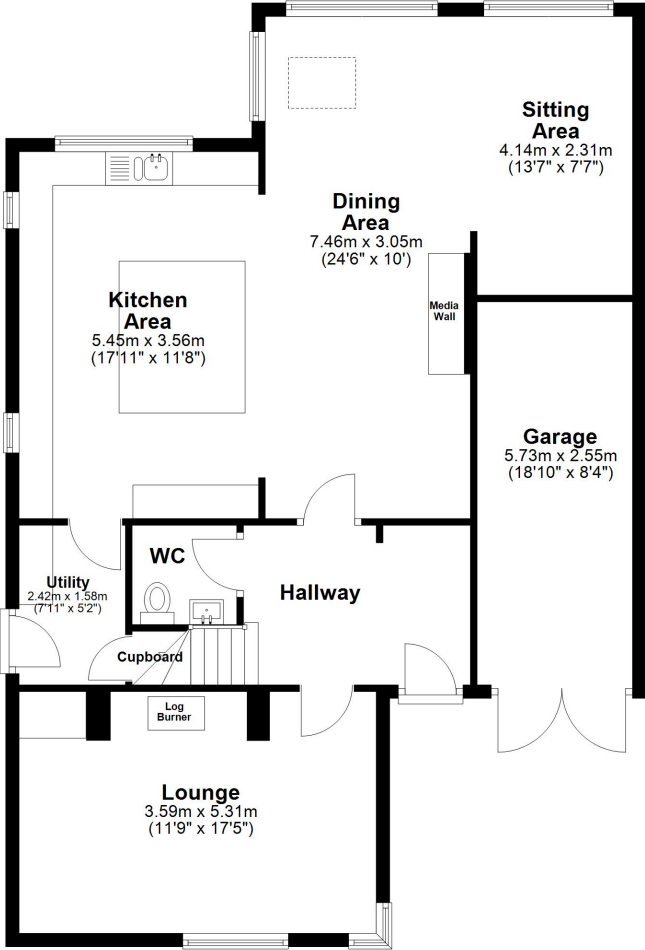 Sitting
Area
4.14m x 2.31m
(13'7" x 7'7")
Dining
Area
7.46m x 3.05m
(24'6" x 10')
Kitchen
Area
5.45m x 3.56m
(17'11" x 11'8")
Media
Wall
Garage
5.73m x 2.55m
(18'10" x 8'4")
WC
Utility
2.42m x 1.58m
(7'11" x 5'2")
Hallway
Cupboard
Log
Burner
Lounge
3.59m x 5.31m
(11'9" x 17'5")